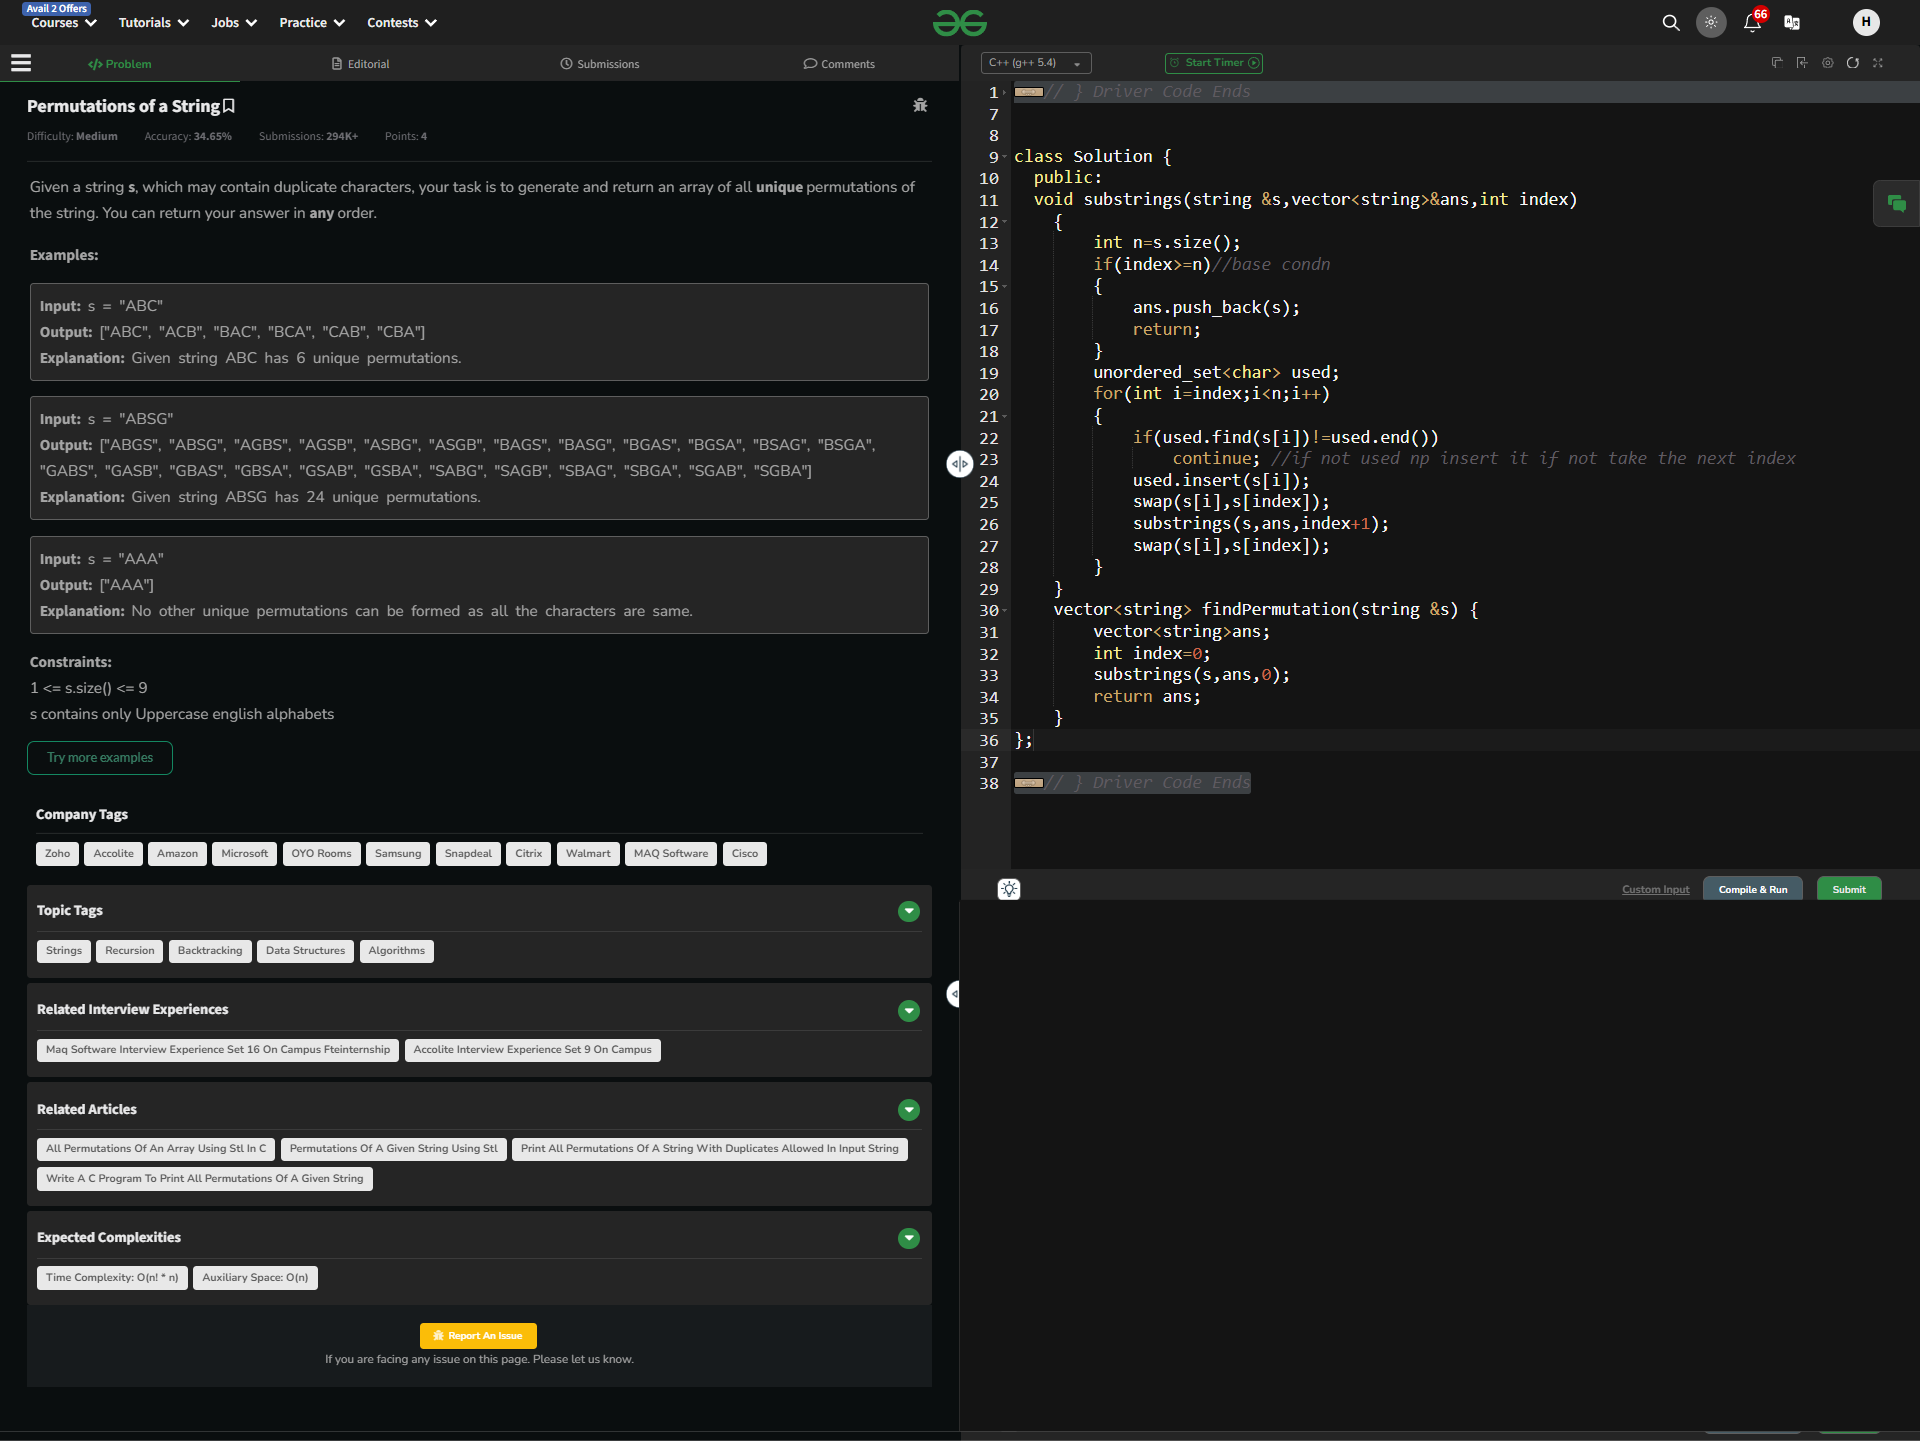 Avail 2 Offers
Courses Tutorials Jobs Practice Contests
66
H
Problem Editorial Submissions Comments
Permutations of a String
Difficulty: Medium Accuracy: 34.65% Submissions: 294K+ Points: 4
Given a string s, which may contain duplicate characters, your task is to generate and return an array of all unique permutations of
the string. You can return your answer in any order.
Examples:
Input: s = "ABC"
Output: ["ABC", "ACB", "BAC", "BCA", "CAB", "CBA"]
Explanation: Given string ABC has 6 unique permutations.
Input: s = "ABSG"
Output: ["ABGS", "ABSG", "AGBS", "AGSB", "ASBG", "ASGB", "BAGS", "BASG", "BGAS", "BGSA", "BSAG", "BSGA",
"GABS", "GASB", "GBAS", "GBSA", "GSAB", "GSBA", "SABG", "SAGB", "SBAG", "SBGA", "SGAB", "SGBA"]
Explanation: Given string ABSG has 24 unique permutations.
Input: s = "AAA"
Output: ["AAA"]
Explanation: No other unique permutations can be formed as all the characters are same.
Constraints:
1 <= s.size() <= 9
s contains only Uppercase english alphabets
Try more examples
Company Tags
Zoho Accolite Amazon Microsoft OYO Rooms Samsung Snapdeal Citrix Walmart MAQ Software Cisco
Topic Tags
Strings Recursion Backtracking Data Structures Algorithms
Related Interview Experiences
Maq Software Interview Experience Set 16 On Campus Fteinternship Accolite Interview Experience Set 9 On Campus
Related Articles
All Permutations Of An Array Using Stl In C Permutations Of A Given String Using Stl Print All Permutations Of A String With Duplicates Allowed In Input String
Write A C Program To Print All Permutations Of A Given String
Expected Complexities
Time Complexity: O(n! * n) Auxiliary Space: O(n)
Report An Issue
If you are facing any issue on this page. Please let us know.
C++ (g++ 5.4) Start Timer
1 // } Driver Code Ends
7
8
9 class Solution {
10 public:
11 void substrings(string &s,vector<string>&ans,int index)
12 {
13 int n=s.size();
14 if(index>=n)//base condn
15 {
16 ans.push_back(s);
17 return;
18 }
19 unordered_set<char> used;
20 for(int i=index;i<n;i++)
21 {
22 if(used.find(s[i])!=used.end())
23 continue; //if not used np insert it if not take the next index
24 used.insert(s[i]);
25 swap(s[i],s[index]);
26 substrings(s,ans,index+1);
27 swap(s[i],s[index]);
28 }
29 }
30 vector<string> findPermutation(string &s) {
31 vector<string>ans;
32 int index=0;
33 substrings(s,ans,0);
34 return ans;
35 }
36 };
37
38 // } Driver Code Ends
Custom Input Compile & Run Submit